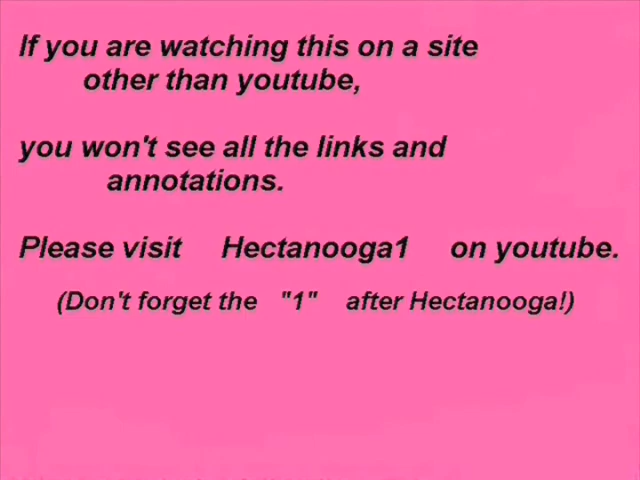 If you are watching this on a site
other than youtube,
you won't see all the links and
annotations.
Please visit Hectanooga1 on youtube.
(Don't forget the "1" after Hectanooga!)